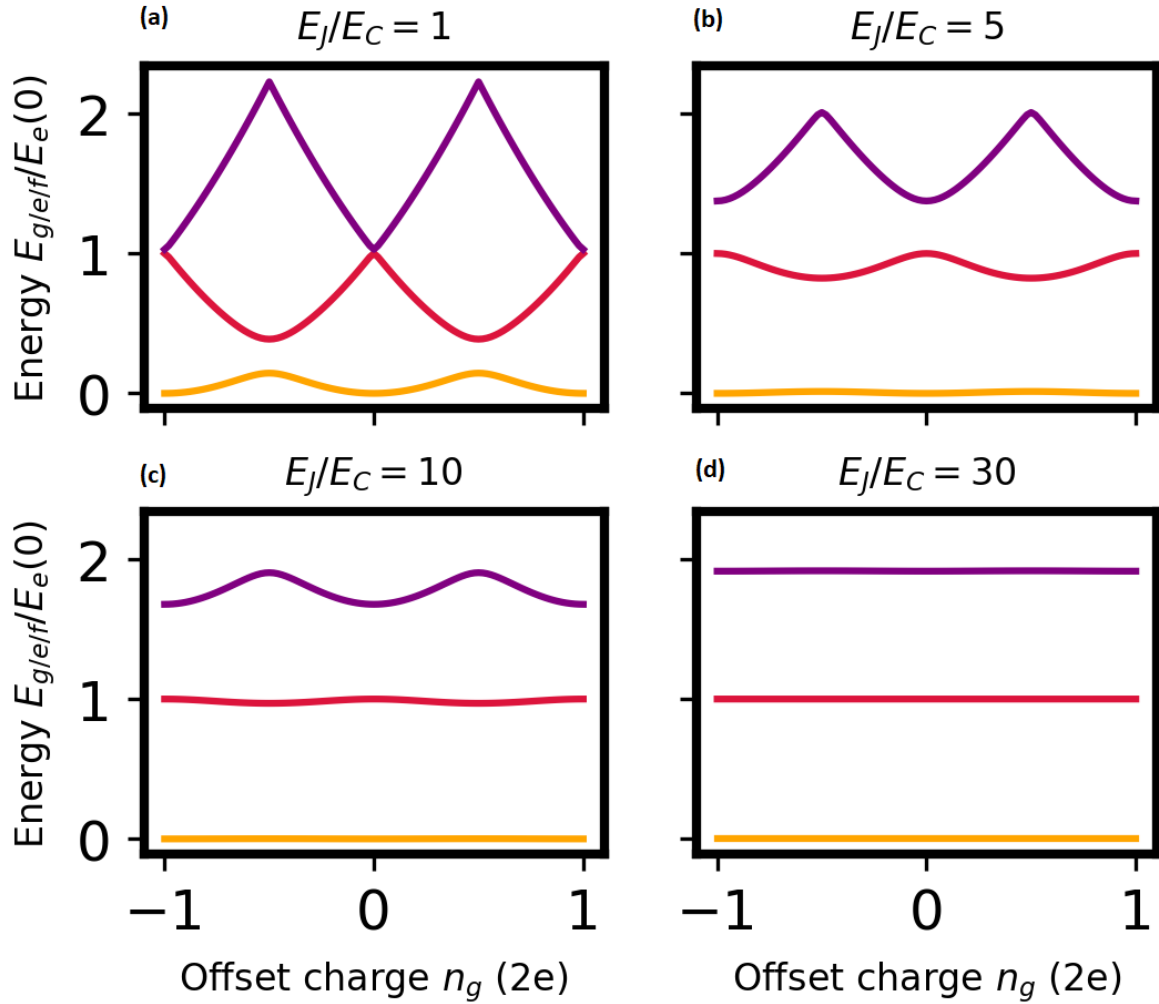 (a)
E_J/E_C = 1
(b)
E_J/E_C = 5
Energy E_{g/e/f}/E_e(0)
2
1
0
(c)
E_J/E_C = 10
(d)
E_J/E_C = 30
Energy E_{g/e/f}/E_e(0)
2
1
0
−1 0 1
−1 0 1
Offset charge n_g (2e)
Offset charge n_g (2e)